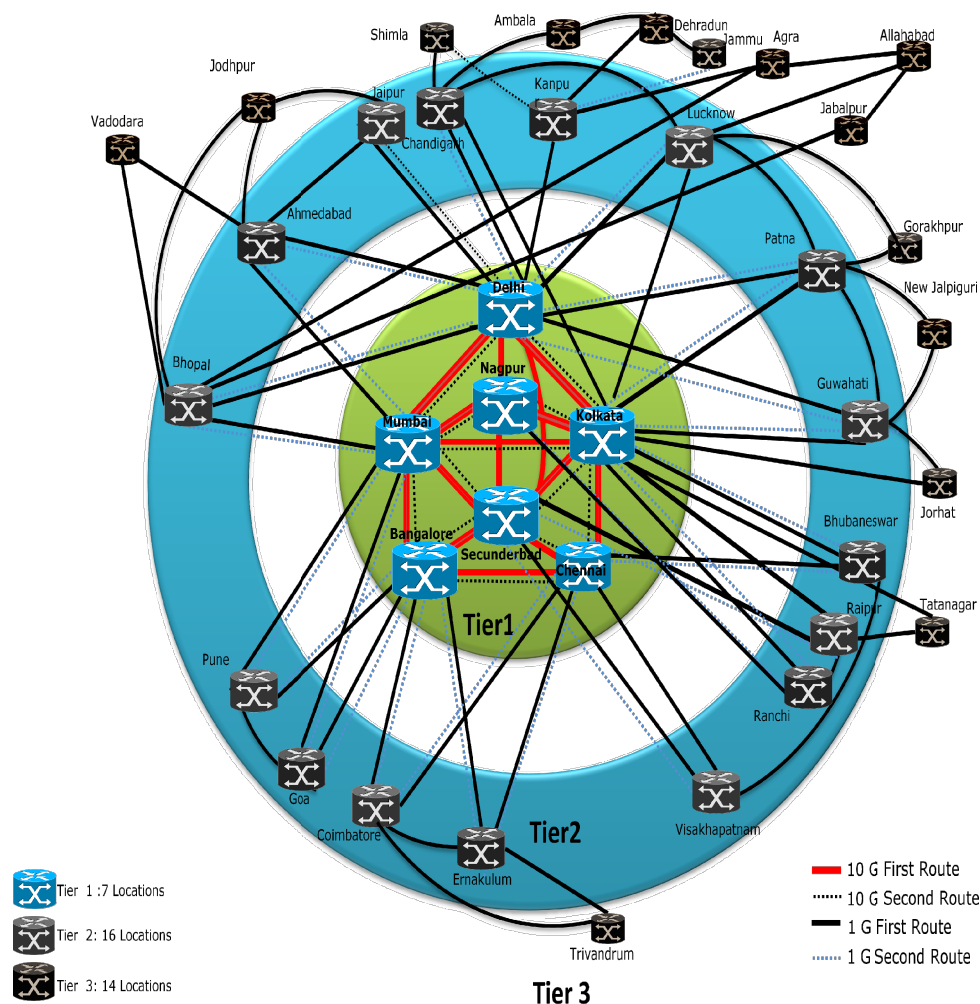 Ambala
Dehradun
Shimla
Jammu
Agra
Allahabad
Jodhpur
Jaipur
Kanpu
Vadodara
Chandigarh
Lucknow
Jabalpur
Ahmedabad
Patna
Gorakhpur
New Jalpiguri
Delhi
Bhopal
Nagpur
Guwahati
Mumbai
Kolkata
Jorhat
Bhubaneswar
Bangalore
Secunderbad
Chennai
Tier1
Raipur
Tatanagar
Pune
Ranchi
Goa
Coimbatore
Tier2
Visakhapatnam
Ernakulum
Tier 1 :7 Locations
Tier 2: 16 Locations
Tier 3: 14 Locations
Trivandrum
Tier 3
10 G First Route
10 G Second Route
1 G First Route
1 G Second Route